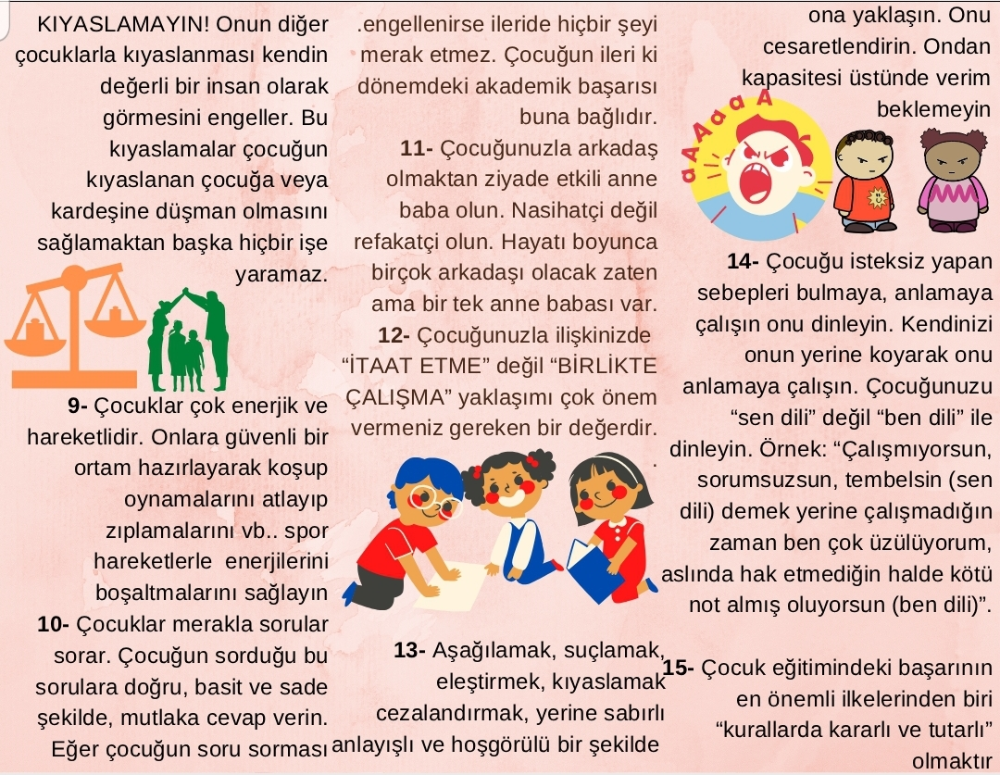 KIYASLAMAYIN! Onun diğer
çocuklarla kıyaslanması kendin
değerli bir insan olarak
görmesini engeller. Bu
kıyaslamalar çocuğun
kıyaslanan çocuğa veya
kardeşine düşman olmasını
sağlamaktan başka hiçbir işe
yaramaz.
9- Çocuklar çok enerjik ve
hareketlidir. Onlara güvenli bir
ortam hazırlayarak koşup
oynamalarını atlayıp
zıplamalarını vb.. spor
hareketlerle enerjilerini
boşaltmalarını sağlayın
10- Çocuklar merakla sorular
sorar. Çocuğun sorduğu bu
sorulara doğru, basit ve sade
şekilde, mutlaka cevap verin.
Eğer çocuğun soru sorması
.engellenirse ileride hiçbir şeyi
merak etmez. Çocuğun ileri ki
dönemdeki akademik başarısı
buna bağlıdır.
11- Çocuğunuzla arkadaş
olmaktan ziyade etkili anne
baba olun. Nasihatçi değil
refakatçi olun. Hayatı boyunca
birçok arkadaşı olacak zaten
ama bir tek anne babası var.
12- Çocuğunuzla ilişkinizde
“İTAAT ETME” değil “BİRLİKTE
ÇALIŞMA” yaklaşımı çok önem
vermeniz gereken bir değerdir.
.
13- Aşağılamak, suçlamak,
eleştirmek, kıyaslamak
cezalandırmak, yerine sabırlı
anlayışlı ve hoşgörülü bir şekilde
ona yaklaşın. Onu
cesaretlendirin. Ondan
kapasitesi üstünde verim
beklemeyin
aAAaaA
14- Çocuğu isteksiz yapan
sebepleri bulmaya, anlamaya
çalışın onu dinleyin. Kendinizi
onun yerine koyarak onu
anlamaya çalışın. Çocuğunuzu
“sen dili” değil “ben dili” ile
dinleyin. Örnek: “Çalışmıyorsun,
sorumsuzsun, tembelsin (sen
dili) demek yerine çalışmadığın
zaman ben çok üzülüyorum,
aslında hak etmediğin halde kötü
not almış oluyorsun (ben dili)”.
15- Çocuk eğitimindeki başarının
en önemli ilkelerinden biri
“kurallarda kararlı ve tutarlı”
olmaktır